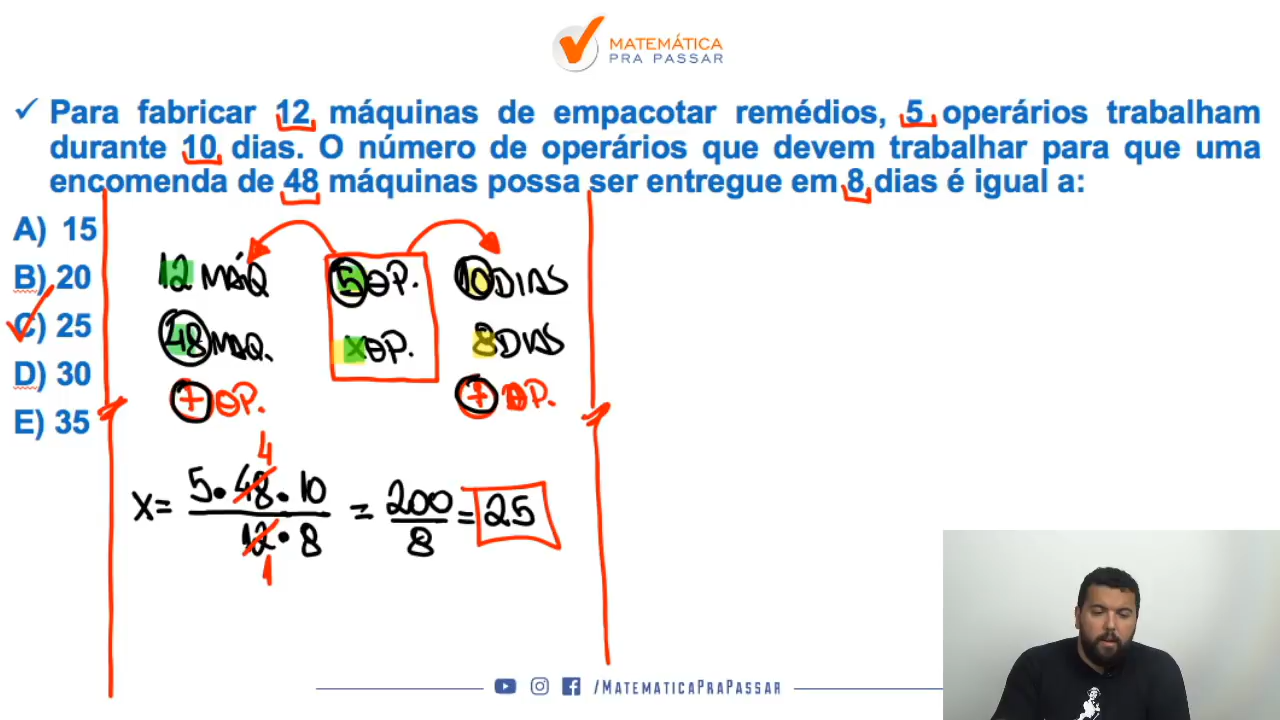 MATEMÁTICA
PRA PASSAR
✓ Para fabricar 12 máquinas de empacotar remédios, 5 operários trabalham
durante 10 dias. O número de operários que devem trabalhar para que uma
encomenda de 48 máquinas possa ser entregue em 8 dias é igual a:
A) 15
B) 20
C) 25
D) 30
E) 35
12 MÁQ 5 OP. 10 DIAS
48 MAQ. X OP. 8 DIAS
+ OP. + OP.
4
X = 5 • 48 • 10 / 12 • 8 = 200 / 8 = 25
1
/MATEMATICAPRAPASSAR